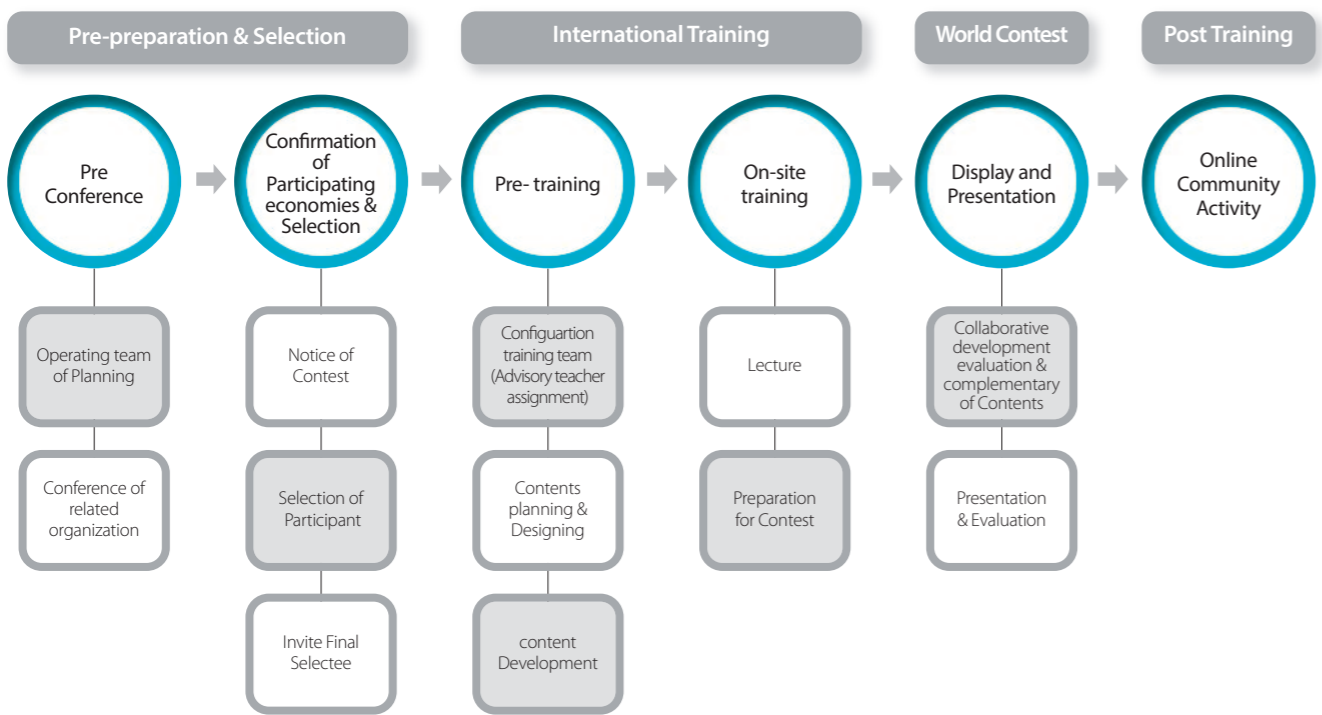 Pre-preparation & Selection
International Training
World Contest
Post Training
Pre
Conference
Confirmation
of
Participating
economies &
Selection
Pre- training
On-site
training
Display and
Presentation
Online
Community
Activity
Operating team
of Planning
Conference of
related
organization
Notice of
Contest
Selection of
Participant
Invite Final
Selectee
Configuartion
training team
(Advisory teacher
assignment)
Contents
planning &
Designing
content
Development
Lecture
Preparation
for Contest
Collaborative
development
evaluation &
complementary
of Contents
Presentation
& Evaluation